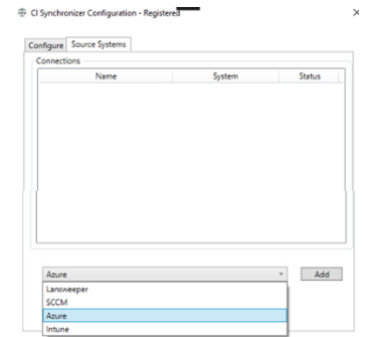 CI Synchronizer Configuration - Registered
Configure Source Systems
Connections
Name System Status
Azure Add
Lansweeper
SCCM
Azure
Intune